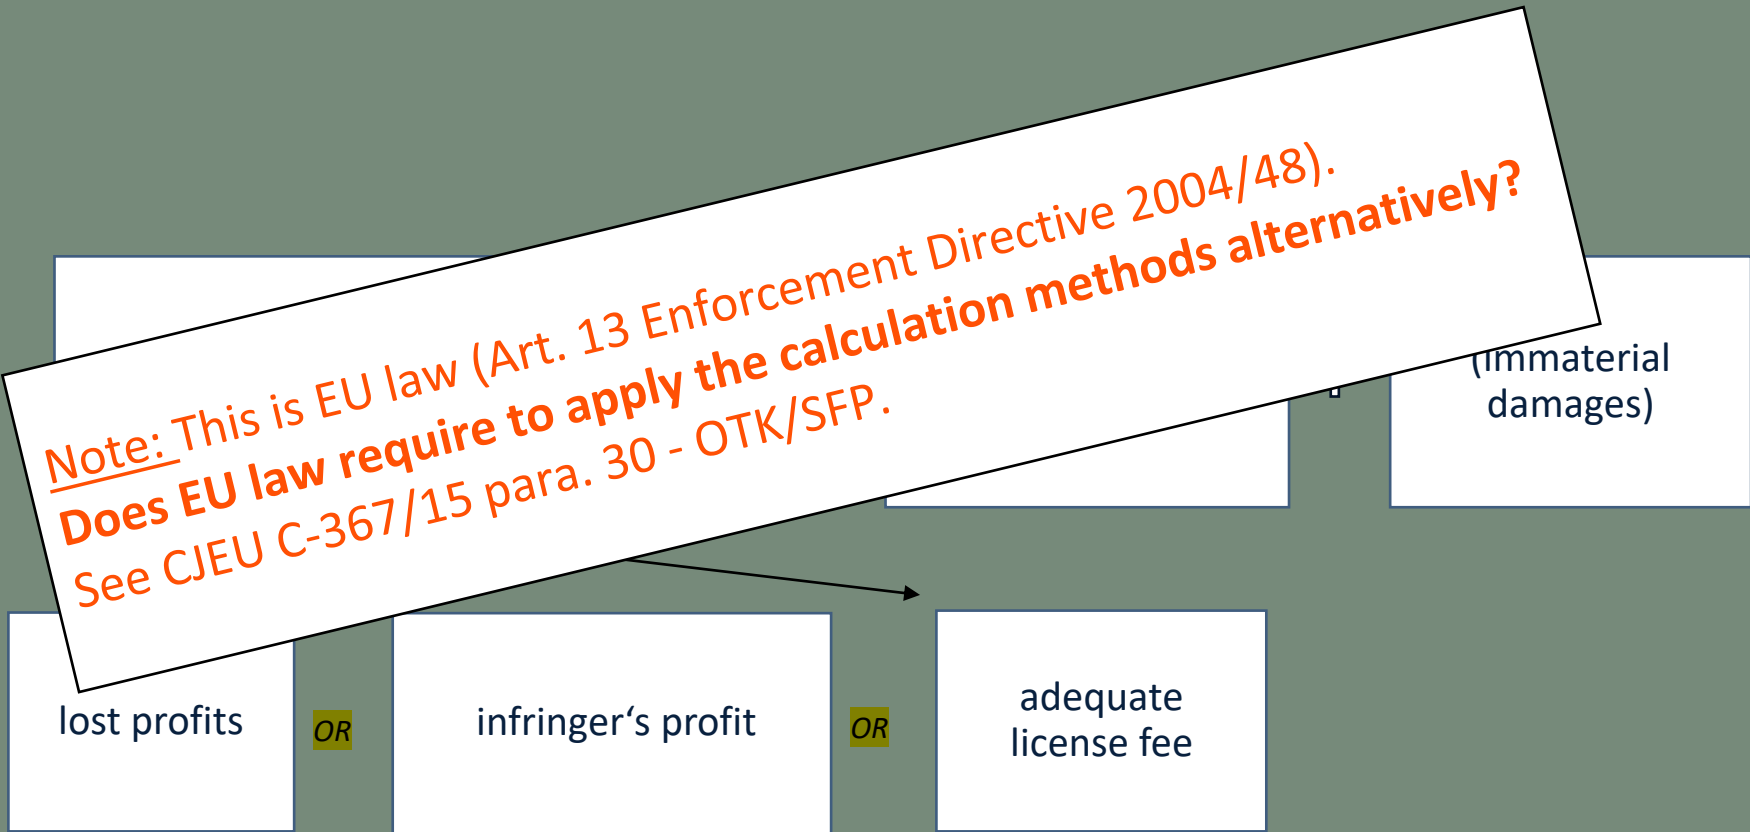 Note: This is EU law (Art. 13 Enforcement Directive 2004/48).
Does EU law require to apply the calculation methods alternatively?
See CJEU C-367/15 para. 30 - OTK/SFP.
(immaterial
damages)
lost profits
OR
infringer‘s profit
OR
adequate
license fee